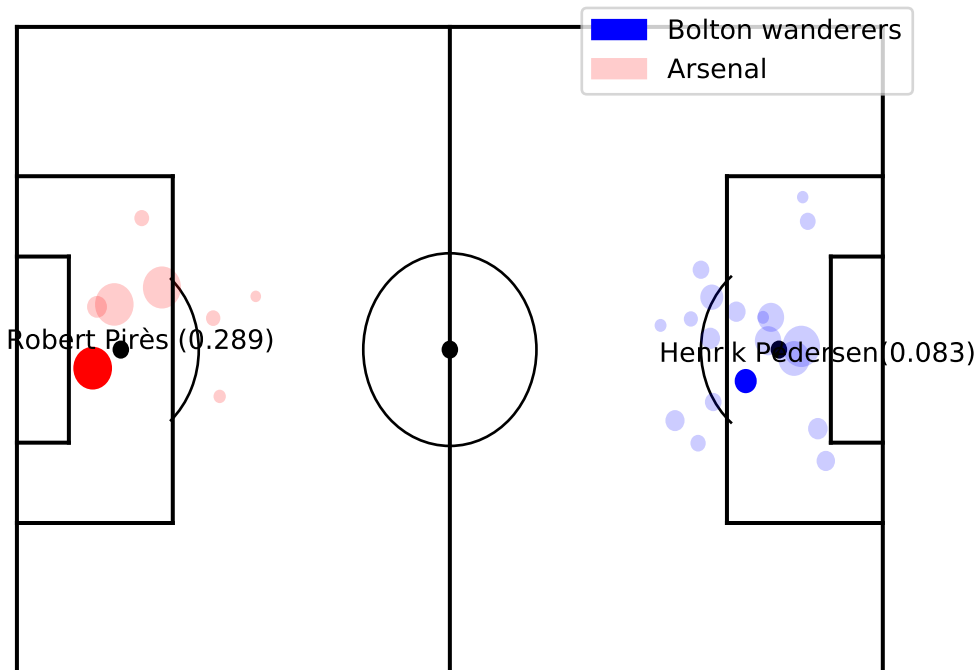 Bolton wanderers
Arsenal
Robert Pirès (0.289)
Henrik Pedersen(0.083)